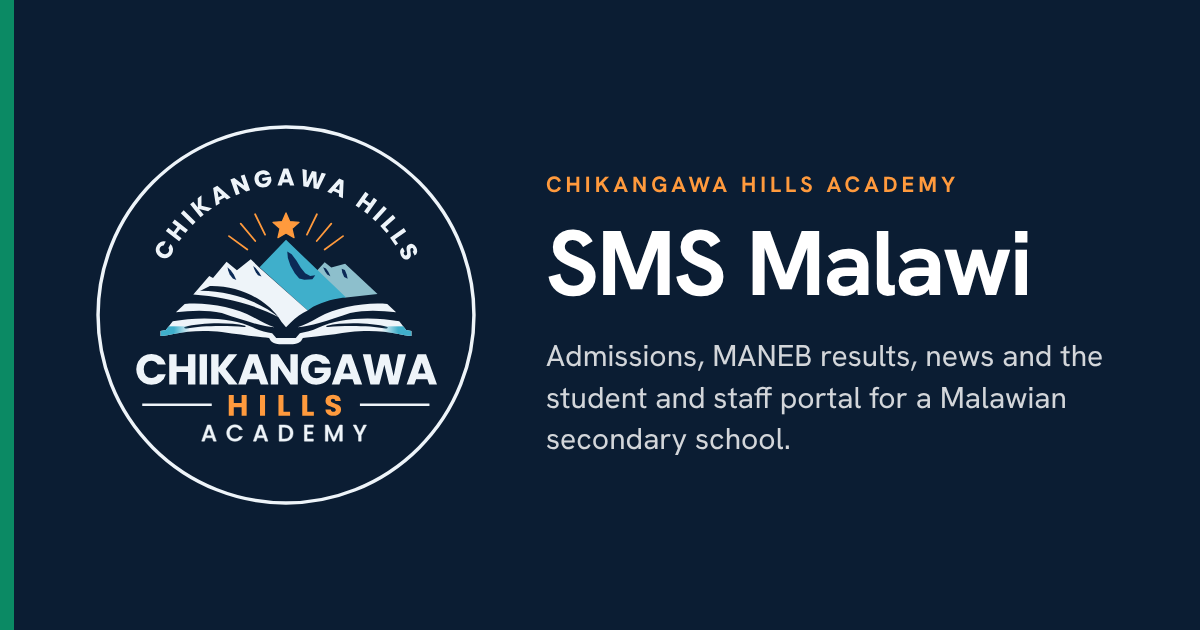 CHIKANGAWA HILLS
CHIKANGAWA
HILLS
ACADEMY
CHIKANGAWA HILLS ACADEMY
SMS Malawi
Admissions, MANEB results, news and the
student and staff portal for a Malawian
secondary school.